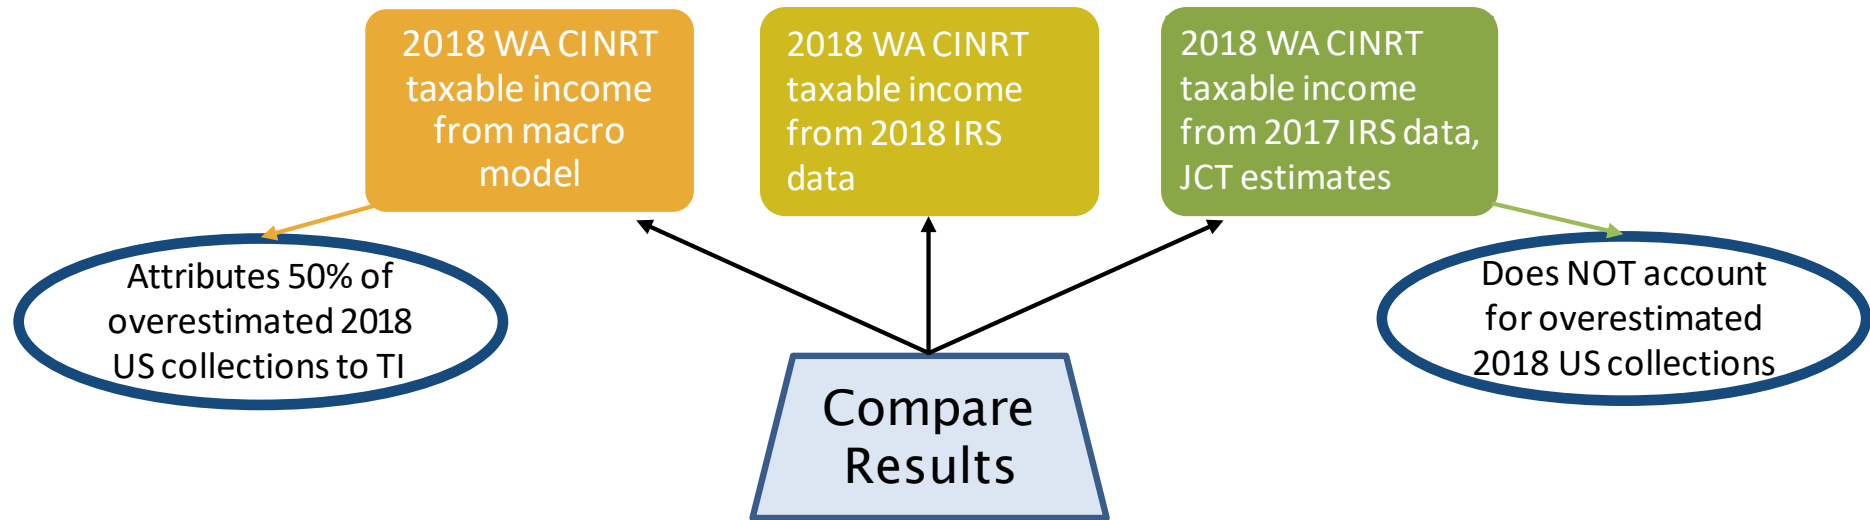 2018 WA CINRT
taxable income
from macro
model
2018 WA CINRT
taxable income
from 2018 IRS
data
2018 WA CINRT
taxable income
from 2017 IRS data,
JCT estimates
Attributes 50% of
overestimated 2018
US collections to TI
Does NOT account
for overestimated
2018 US collections
Compare
Results